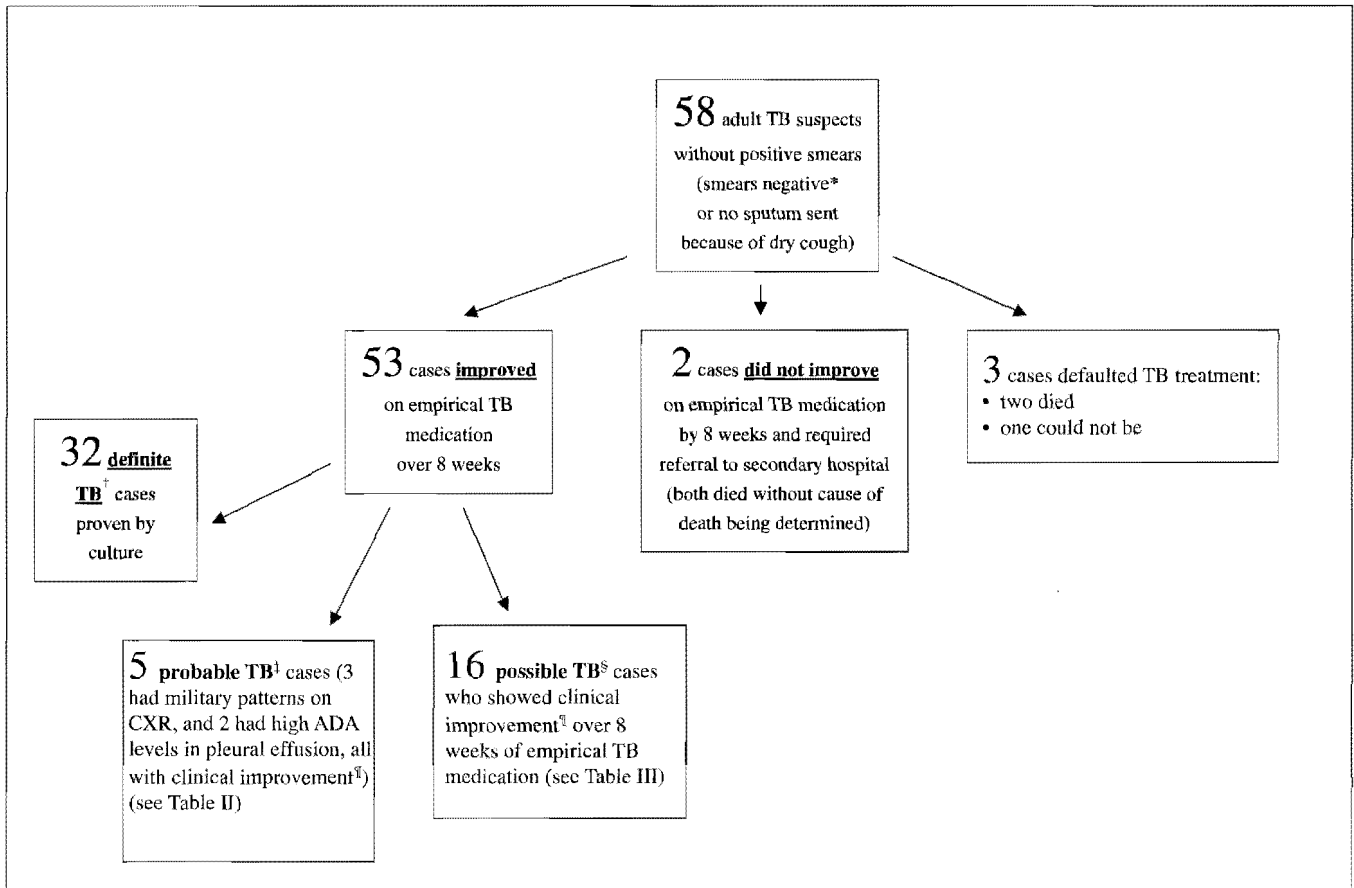 58 adult TB suspects
without positive smears
(smears negative*
or no sputum sent
because of dry cough)
53 cases improved
on empirical TB
medication
over 8 weeks
2 cases did not improve
on empirical TB medication
by 8 weeks and required
referral to secondary hospital
(both died without cause of
death being determined)
3 cases defaulted TB treatment:
• two died
• one could not be
32 definite
TB† cases
proven by
culture
5 probable TB‡ cases (3
had military patterns on
CXR, and 2 had high ADA
levels in pleural effusion, all
with clinical improvement¶)
(see Table II)
16 possible TB§ cases
who showed clinical
improvement¶ over 8
weeks of empirical TB
medication (see Table III)